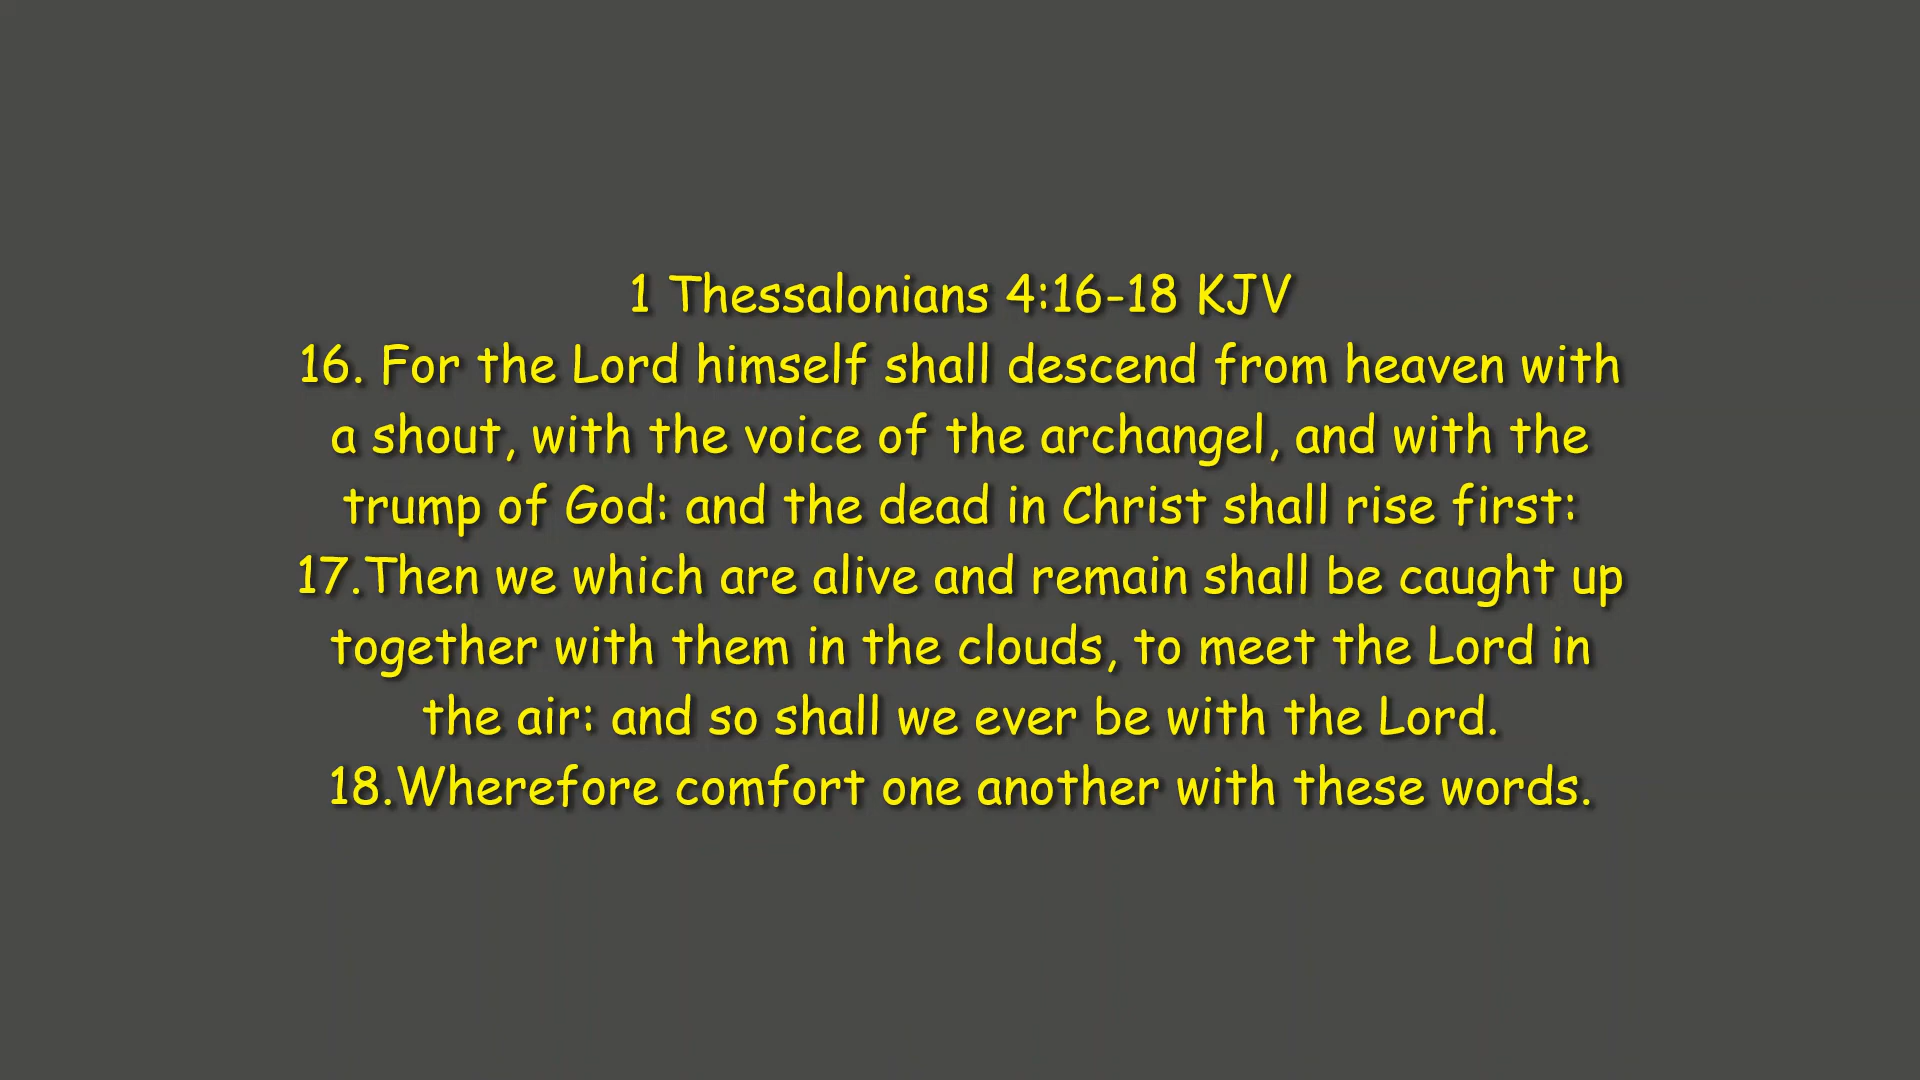 1 Thessalonians 4:16-18 KJV
16. For the Lord himself shall descend from heaven with
a shout, with the voice of the archangel, and with the
trump of God: and the dead in Christ shall rise first:
17.Then we which are alive and remain shall be caught up
together with them in the clouds, to meet the Lord in
the air: and so shall we ever be with the Lord.
18.Wherefore comfort one another with these words.